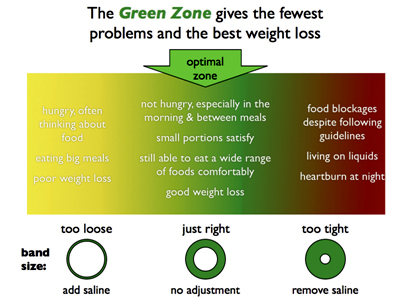 The Green Zone gives the fewest
problems and the best weight loss
optimal
zone
hungry, often
thinking about
food
eating big meals
poor weight loss
not hungry, especially in the
morning & between meals
small portions satisfy
still able to eat a wide range
of foods comfortably
good weight loss
food blockages
despite following
guidelines
living on liquids
heartburn at night
too loose
just right
too tight
band
size:
add saline
no adjustment
remove saline